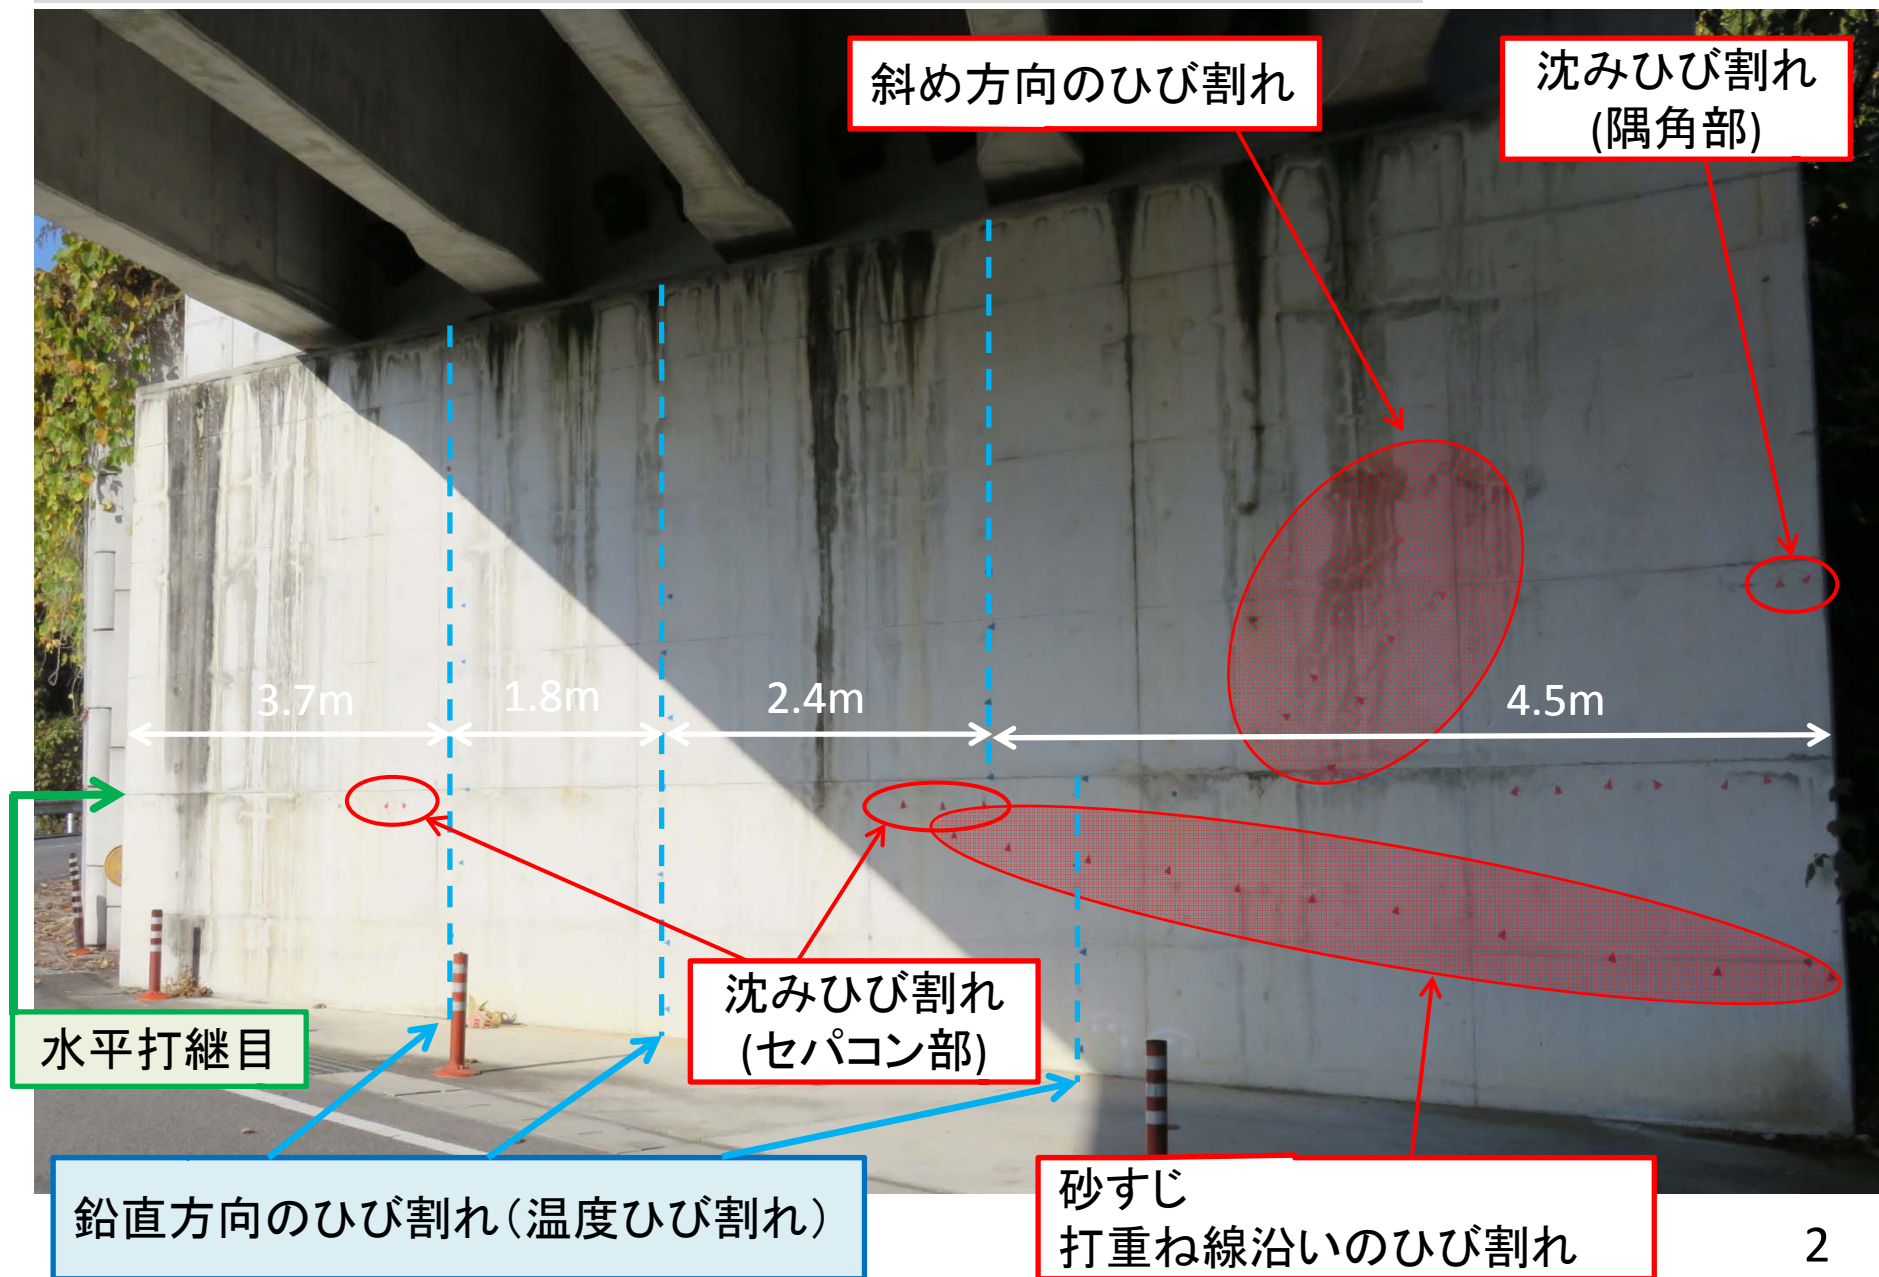 斜め方向のひび割れ
沈みひび割れ
(隅角部)
3.7m
1.8m
2.4m
4.5m
沈みひび割れ
(セパコン部)
水平打継目
鉛直方向のひび割れ（温度ひび割れ）
砂すじ
打重ね線沿いのひび割れ
2